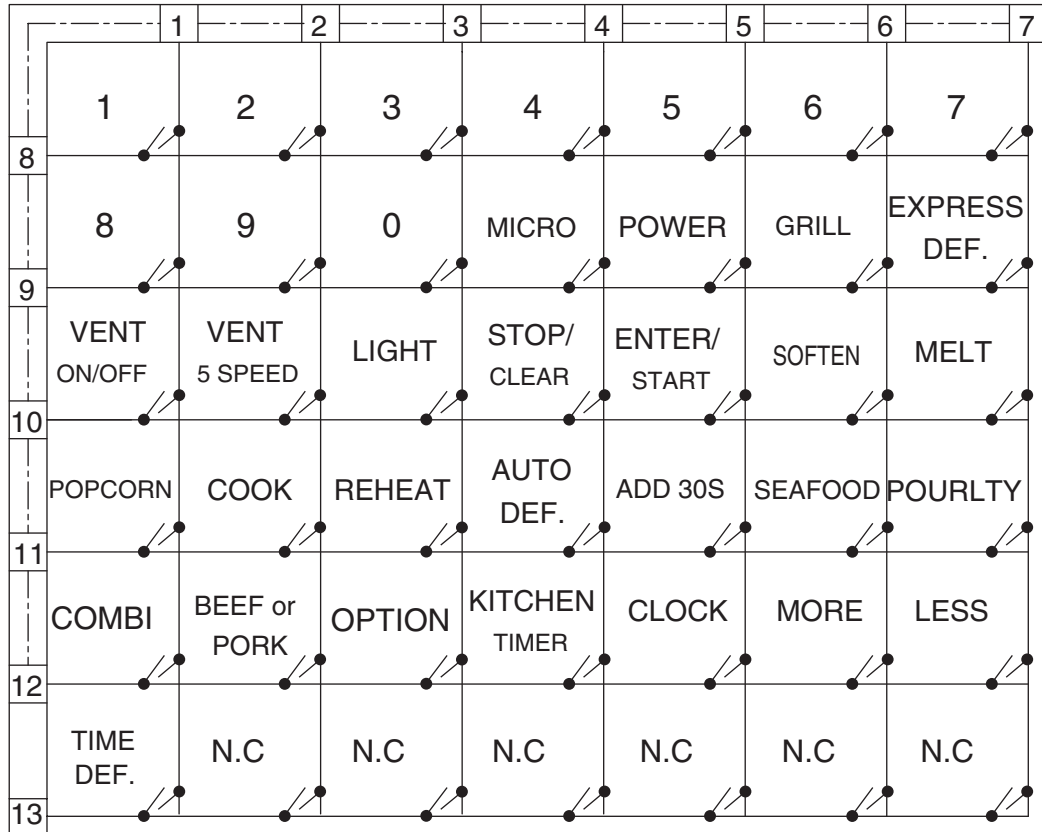 1 2 3 4 5 6 7
1 2 3 4 5 6 7
8
8 9 0 MICRO POWER GRILL EXPRESS
DEF.
9
VENT VENT LIGHT STOP/ ENTER/ SOFTEN MELT
ON/OFF 5 SPEED CLEAR START
10
POPCORN COOK REHEAT AUTO ADD 30S SEAFOOD POURLTY
DEF.
11
COMBI BEEF or OPTION KITCHEN CLOCK MORE LESS
PORK TIMER
12
TIME N.C N.C N.C N.C N.C N.C
DEF.
13